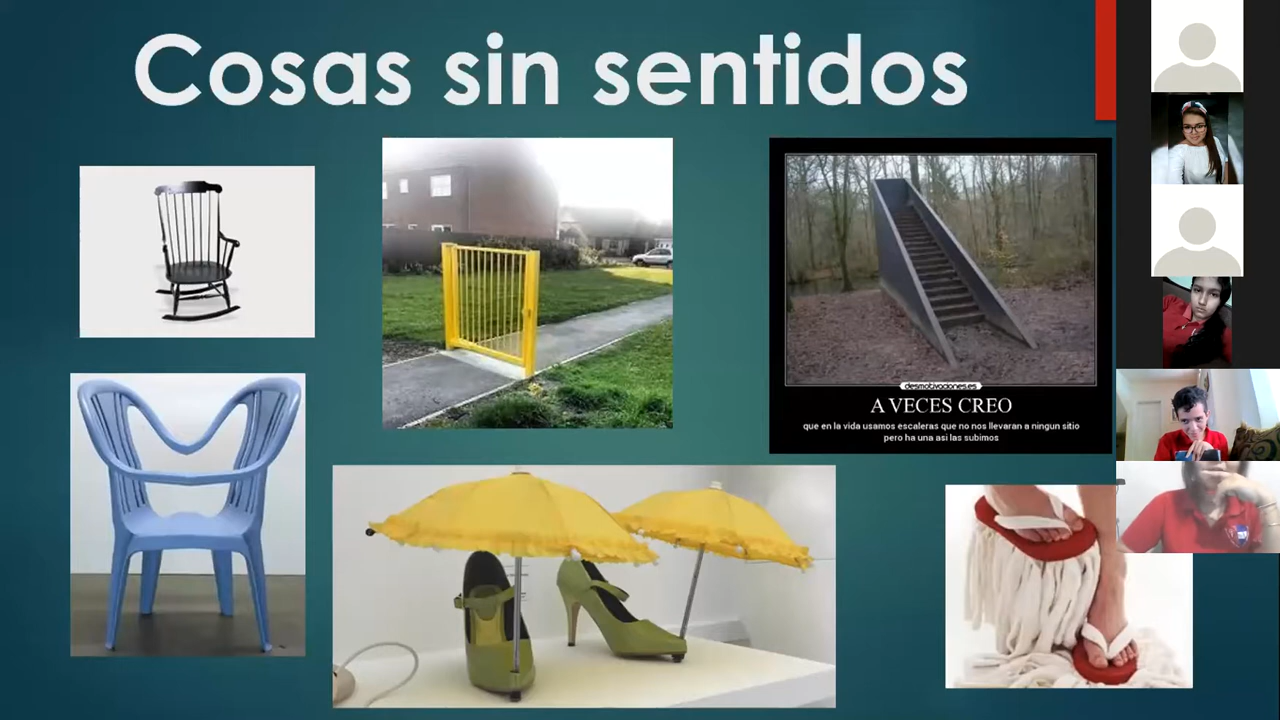 Cosas sin sentidos
desmotivaciones.es
A VECES CREO
que en la vida usamos escaleras que no nos llevaran a ningun sitio
pero ha una asi las subimos